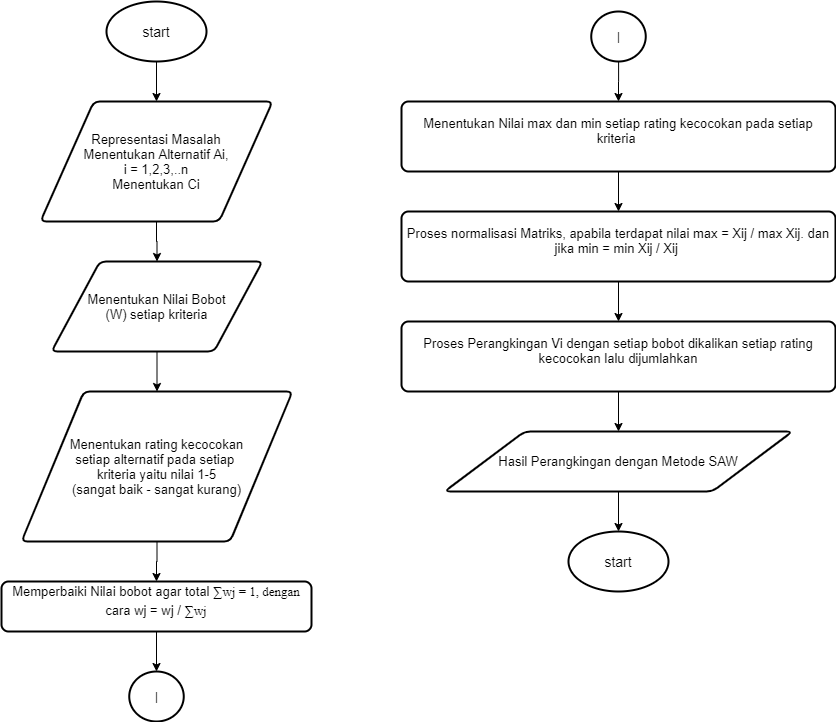 start
Representasi Masalah
Menentukan Alternatif Ai,
i = 1,2,3,..n
Menentukan Ci
Menentukan Nilai Bobot
(W) setiap kriteria
Menentukan rating kecocokan
setiap alternatif pada setiap
kriteria yaitu nilai 1-5
(sangat baik - sangat kurang)
Memperbaiki Nilai bobot agar total ∑wj = 1, dengan
cara wj = wj / ∑wj
I
I
Menentukan Nilai max dan min setiap rating kecocokan pada setiap
kriteria
Proses normalisasi Matriks, apabila terdapat nilai max = Xij / max Xij. dan
jika min = min Xij / Xij
Proses Perangkingan Vi dengan setiap bobot dikalikan setiap rating
kecocokan lalu dijumlahkan
Hasil Perangkingan dengan Metode SAW
start